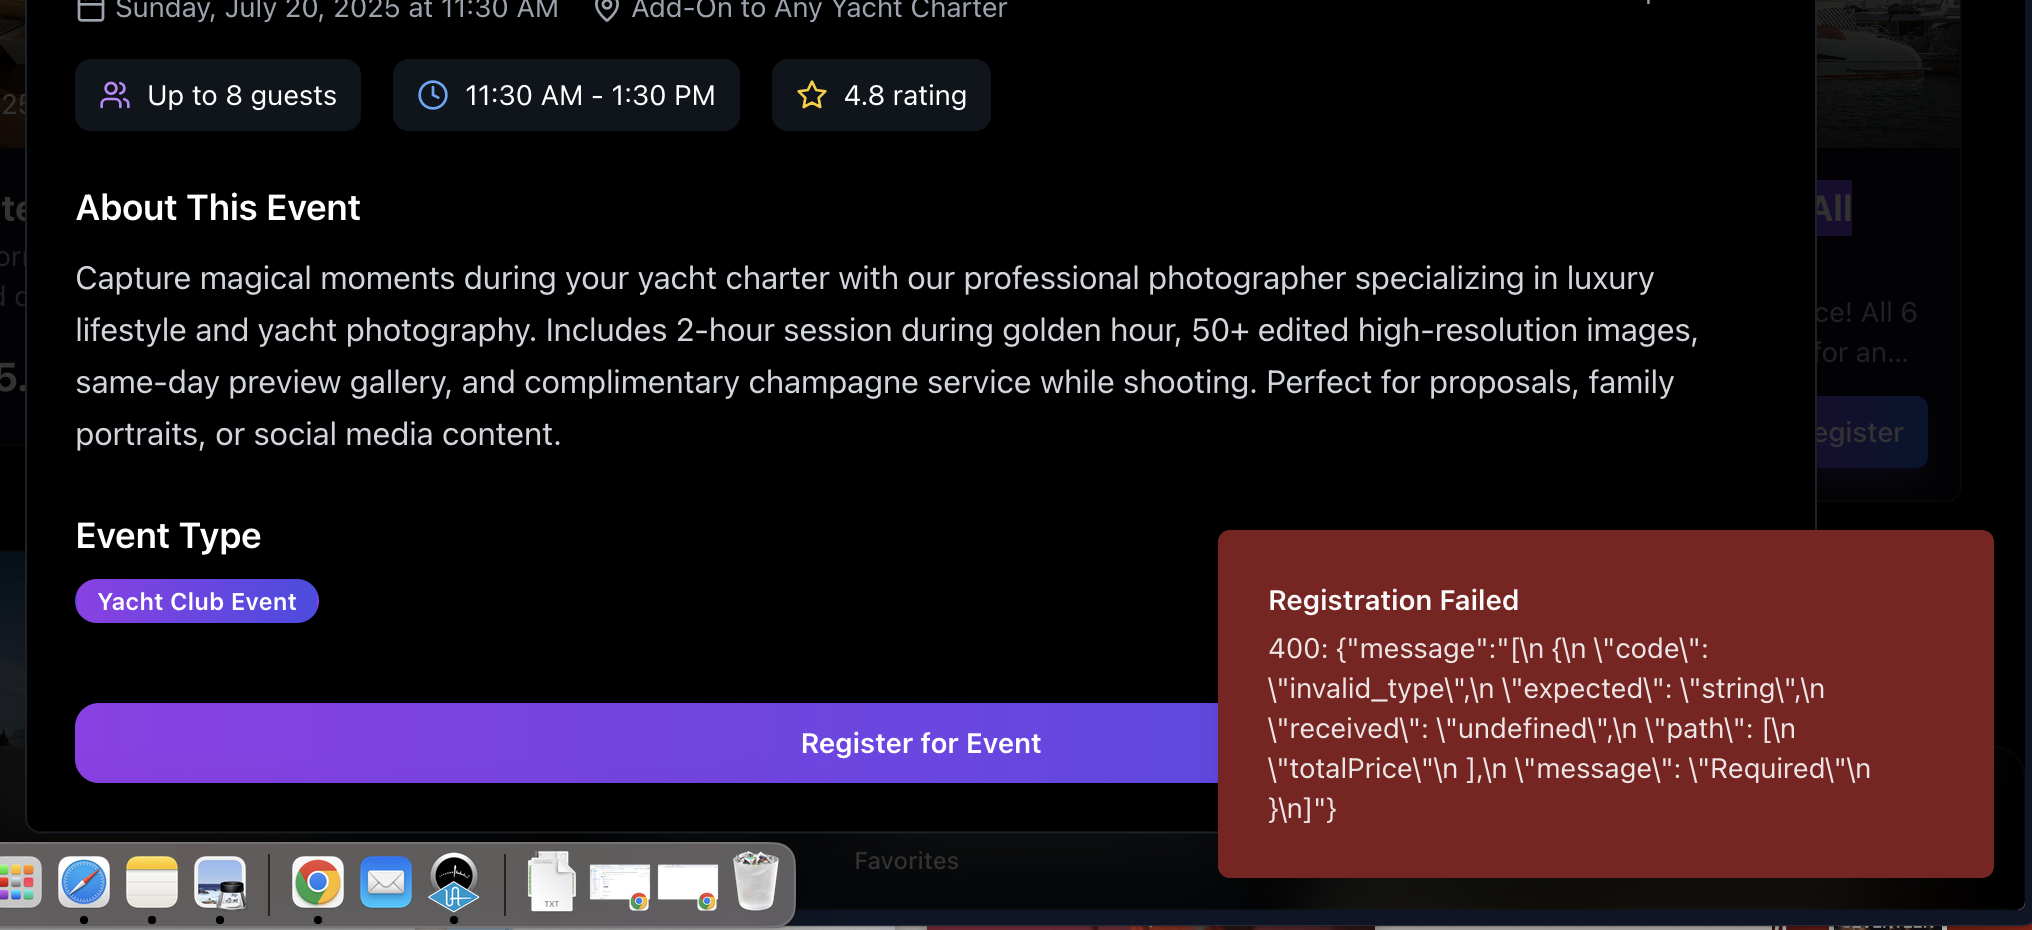 Sunday, July 20, 2025 at 11:30 AM Add-On to Any Yacht Charter
Up to 8 guests 11:30 AM - 1:30 PM 4.8 rating
About This Event
All
Capture magical moments during your yacht charter with our professional photographer specializing in luxury
lifestyle and yacht photography. Includes 2-hour session during golden hour, 50+ edited high-resolution images,
same-day preview gallery, and complimentary champagne service while shooting. Perfect for proposals, family
portraits, or social media content.
ce! All 6
for an...
egister
Event Type
Yacht Club Event
Register for Event
Registration Failed
400: {"message":"[\n {\n \"code\":
\"invalid_type\",\n \"expected\": \"string\",\n
\"received\": \"undefined\",\n \"path\": [\n
\"totalPrice\"\n ],\n \"message\": \"Required\"\n
}\n]"}
Favorites
TXT